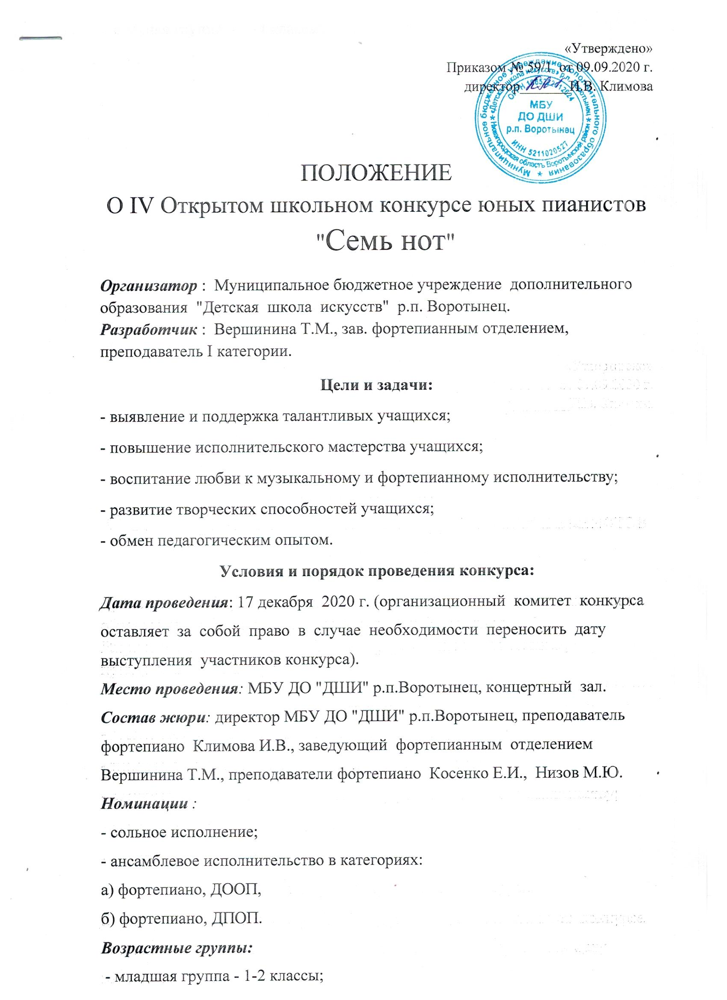 «Утверждено»
Приказом № 59/1 от 09.09.2020 г.
директор_______И.В. Климова
Муниципальное бюджетное учреждение дополнительного образования
«Детская школа искусств» р.п. Воротынец * Нижегородская область Воротынский район *
МБУ
ДО ДШИ
р.п. Воротынец
ИНН 5211020527
ПОЛОЖЕНИЕ
О IV Открытом школьном конкурсе юных пианистов
"Семь нот"
Организатор : Муниципальное бюджетное учреждение дополнительного
образования "Детская школа искусств" р.п. Воротынец.
Разработчик : Вершинина Т.М., зав. фортепианным отделением,
преподаватель I категории.
Цели и задачи:
- выявление и поддержка талантливых учащихся;
- повышение исполнительского мастерства учащихся;
- воспитание любви к музыкальному и фортепианному исполнительству;
- развитие творческих способностей учащихся;
- обмен педагогическим опытом.
Условия и порядок проведения конкурса:
Дата проведения: 17 декабря 2020 г. (организационный комитет конкурса
оставляет за собой право в случае необходимости переносить дату
выступления участников конкурса).
Место проведения: МБУ ДО "ДШИ" р.п.Воротынец, концертный зал.
Состав жюри: директор МБУ ДО "ДШИ" р.п.Воротынец, преподаватель
фортепиано Климова И.В., заведующий фортепианным отделением
Вершинина Т.М., преподаватели фортепиано Косенко Е.И., Низов М.Ю.
Номинации :
- сольное исполнение;
- ансамблевое исполнительство в категориях:
а) фортепиано, ДООП,
б) фортепиано, ДПОП.
Возрастные группы:
- младшая группа - 1-2 классы;